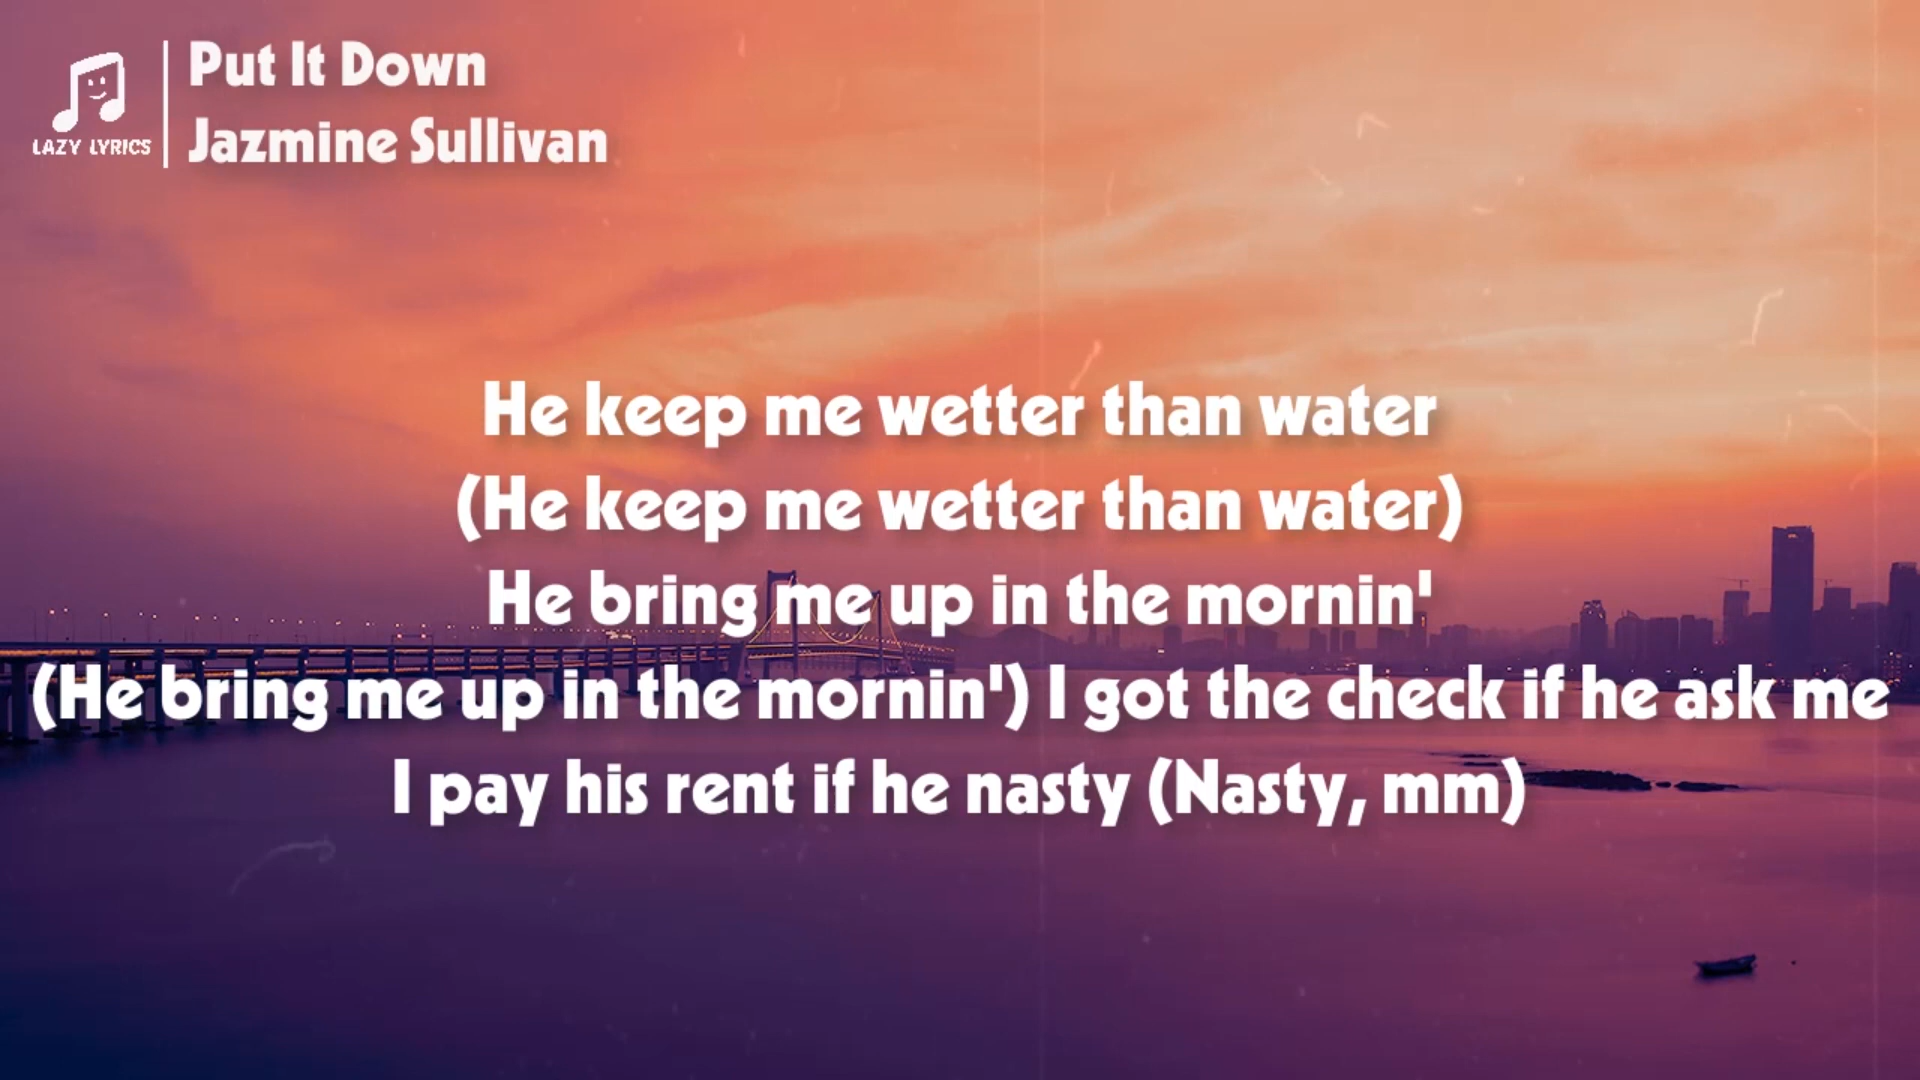 Put It Down
Jazmine Sullivan
LAZY LYRICS
He keep me wetter than water
(He keep me wetter than water)
He bring me up in the mornin'
(He bring me up in the mornin') I got the check if he ask me
I pay his rent if he nasty (Nasty, mm)